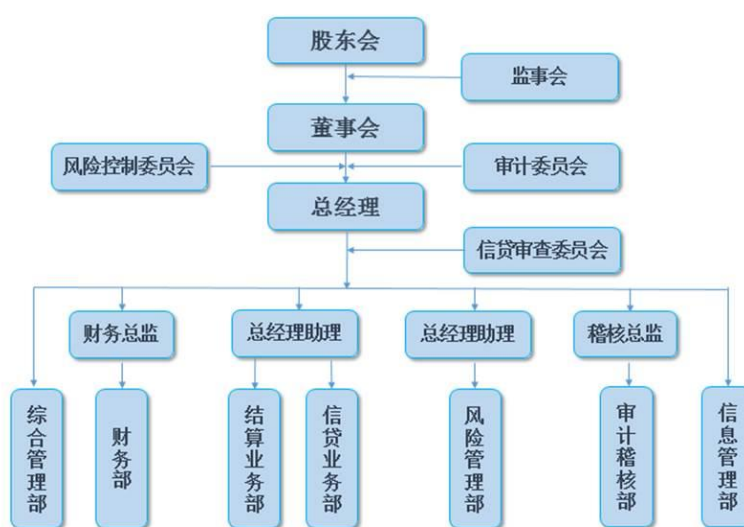 股东会
监事会
董事会
风险控制委员会
审计委员会
总经理
信贷审查委员会
财务总监
总经理助理
总经理助理
稽核总监
综合管理部
财务部
结算业务部
信贷业务部
风险管理部
审计稽核部
信息管理部